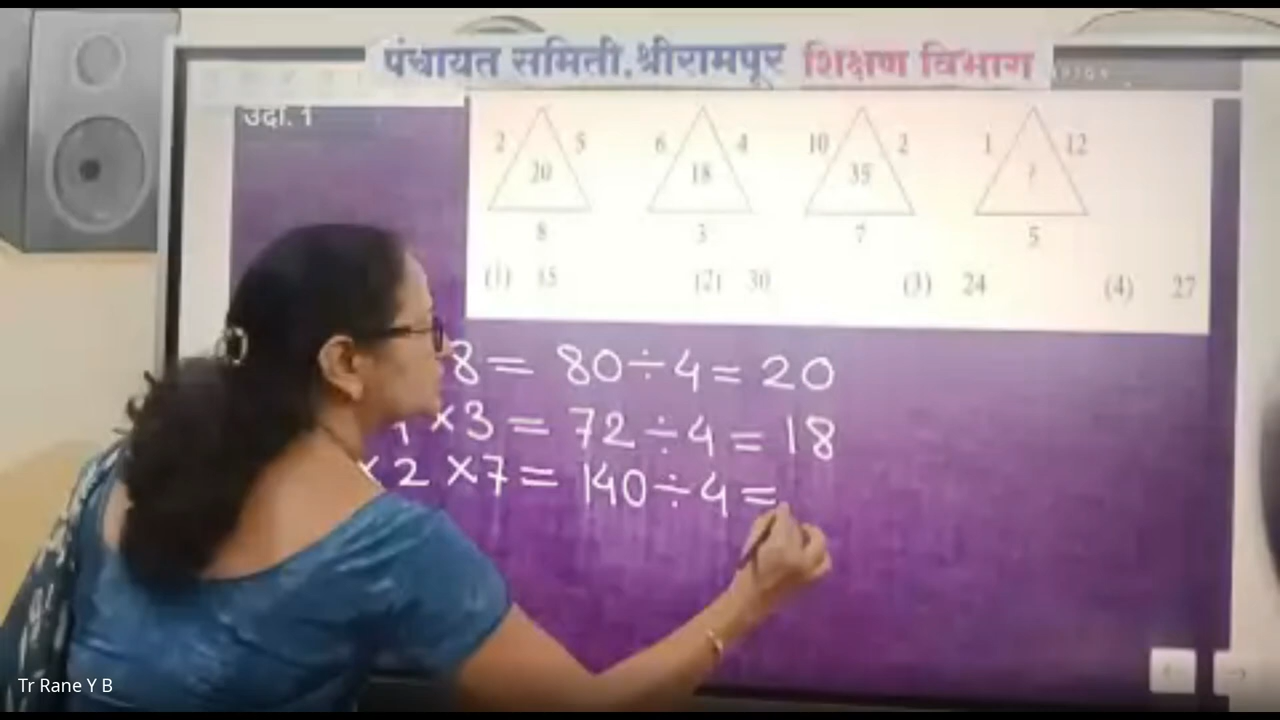 पंचायत समिती.श्रीरामपूर शिक्षण विभाग
उदा. 1
2 5 6 4 10 2 1 12
20 18 35 ?
8 3 7 5
(1) 15 (2) 30 (3) 24 (4) 27
8 = 80 ÷ 4 = 20
× 3 = 72 ÷ 4 = 18
× 2 × 7 = 140 ÷ 4 =
Tr Rane Y B